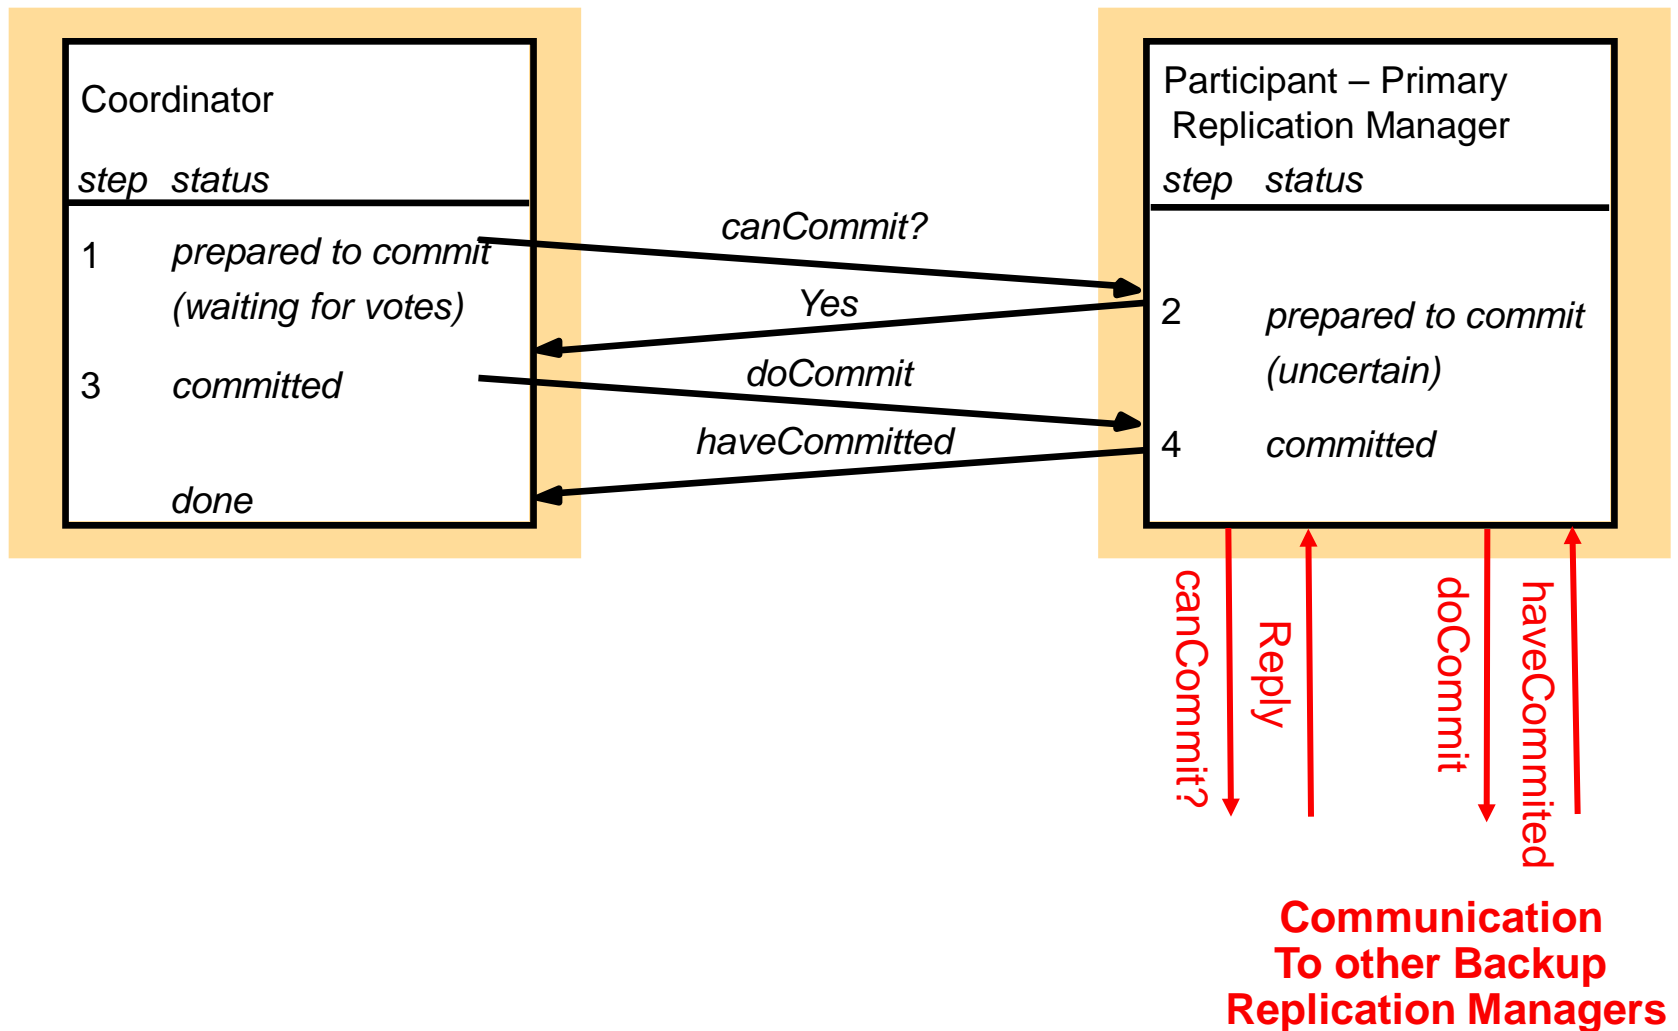 Coordinator
step status
1 prepared to commit
(waiting for votes)
3 committed
done
canCommit?
Yes
doCommit
haveCommitted
Participant – Primary
Replication Manager
step status
2 prepared to commit
(uncertain)
4 committed
canCommit?
Reply
doCommit
haveCommited
Communication
To other Backup
Replication Managers